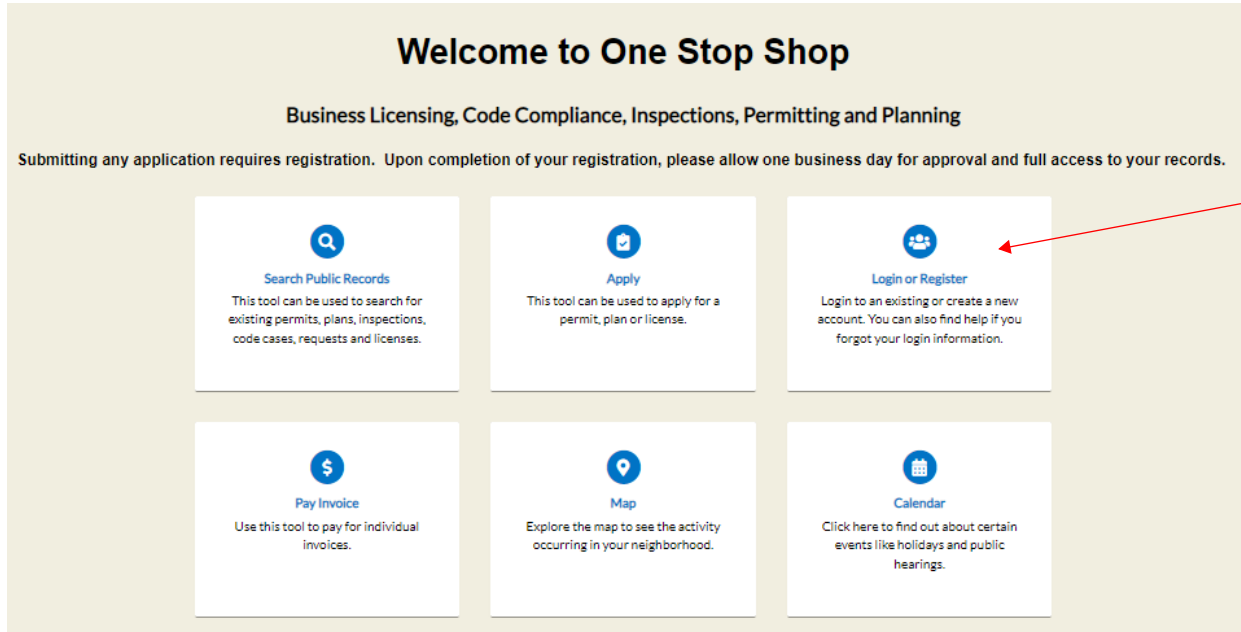 Welcome to One Stop Shop
Business Licensing, Code Compliance, Inspections, Permitting and Planning
Submitting any application requires registration.  Upon completion of your registration, please allow one business day for approval and full access to your records.
Search Public Records
This tool can be used to search for
existing permits, plans, inspections,
code cases, requests and licenses.
Apply
This tool can be used to apply for a
permit, plan or license.
Login or Register
Login to an existing or create a new
account. You can also find help if you
forgot your login information.
Pay Invoice
Use this tool to pay for individual
invoices.
Map
Explore the map to see the activity
occurring in your neighborhood.
Calendar
Click here to find out about certain
events like holidays and public
hearings.